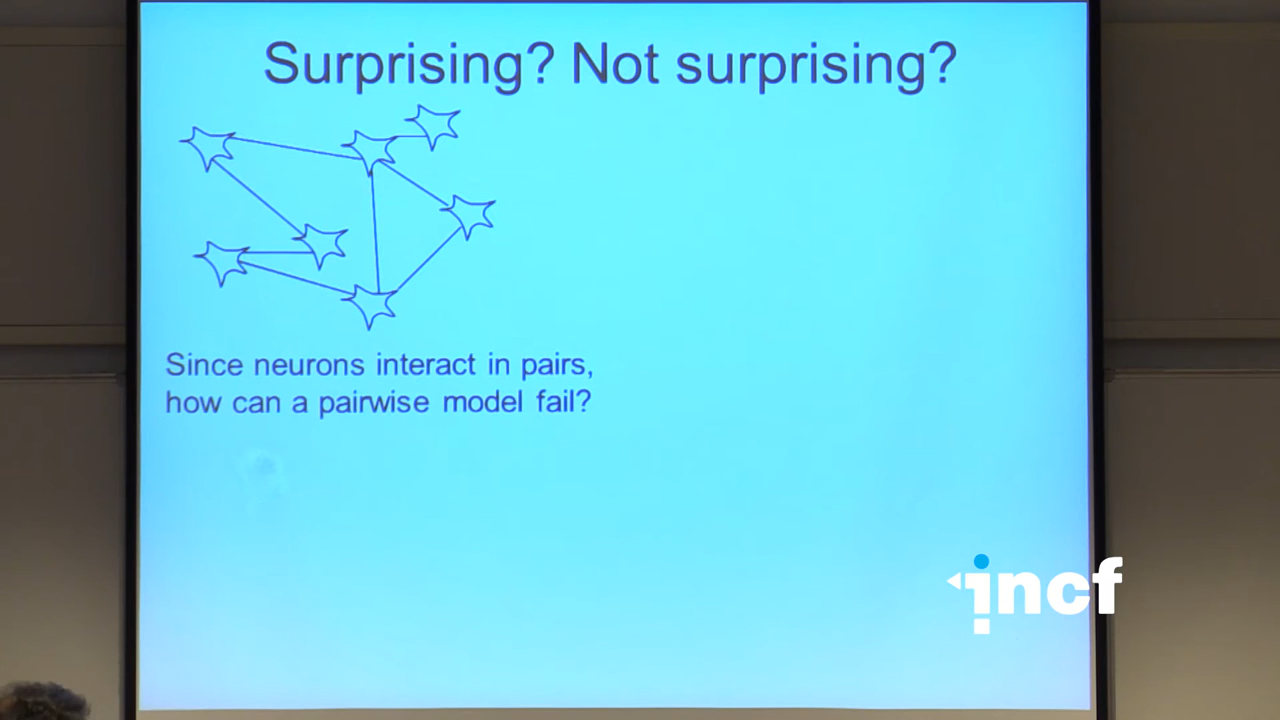 Surprising? Not surprising?
Since neurons interact in pairs,
how can a pairwise model fail?
incf